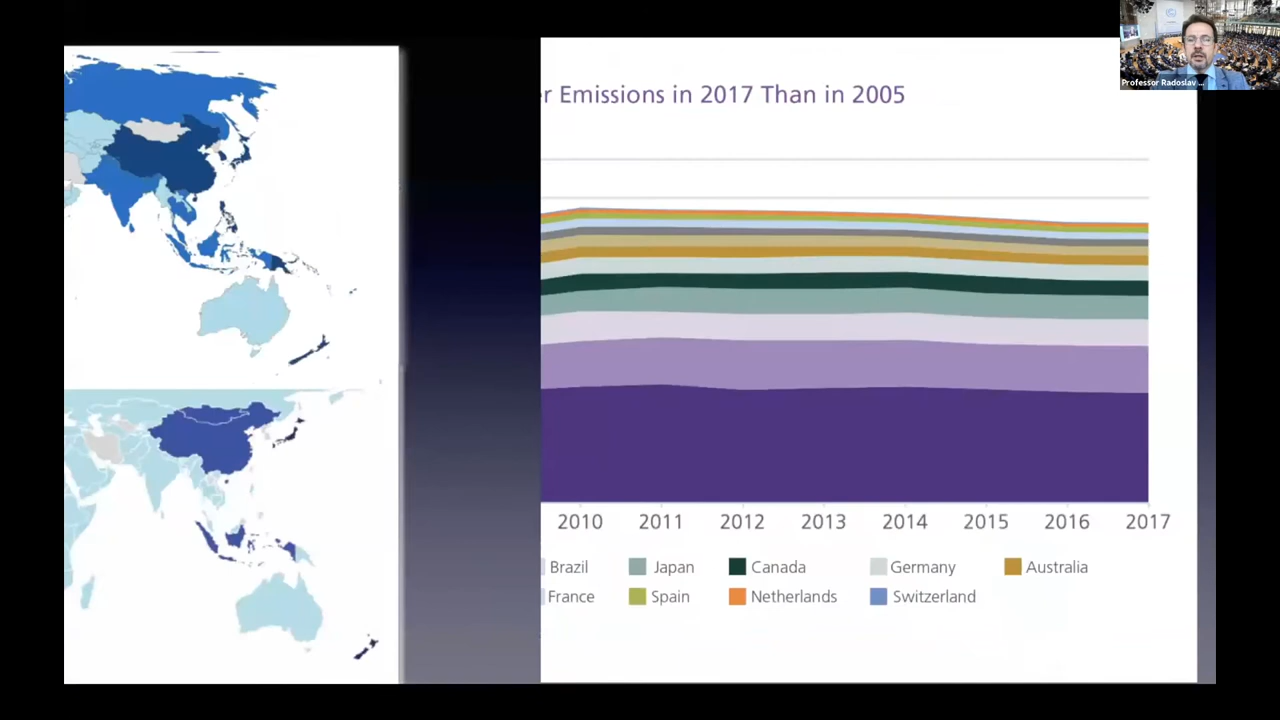 Professor Radoslav ...
er Emissions in 2017 Than in 2005
2010 2011 2012 2013 2014 2015 2016 2017
Brazil Japan Canada Germany Australia
France Spain Netherlands Switzerland